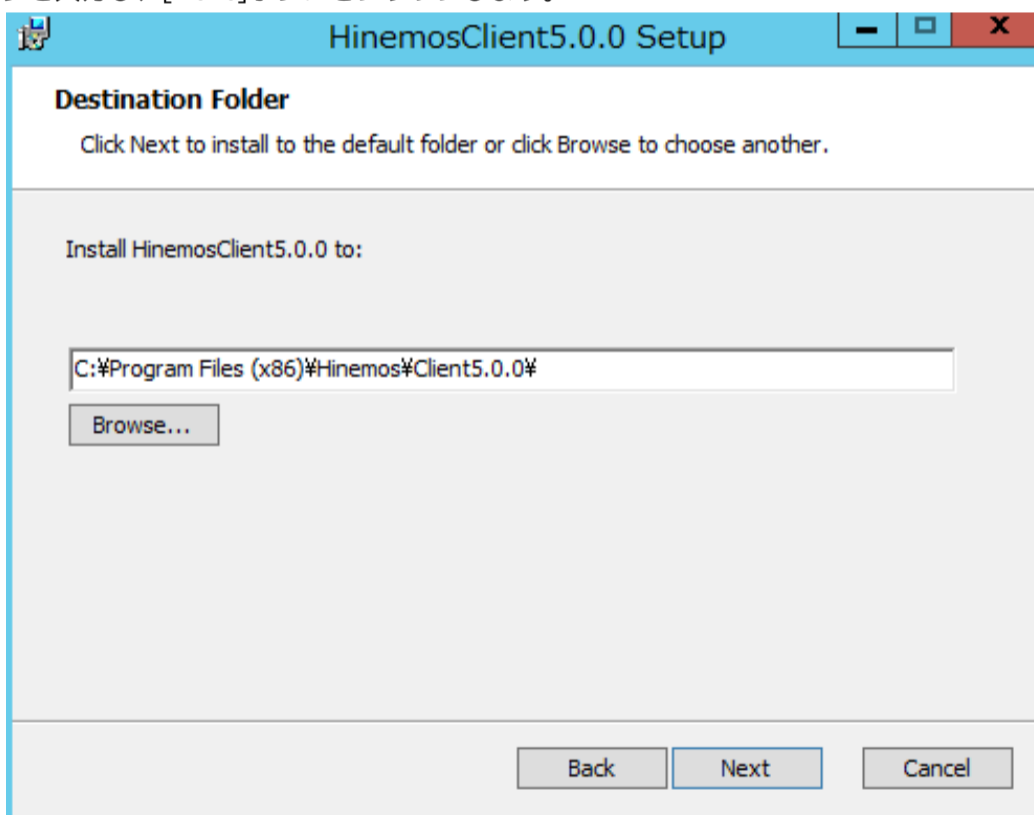 HinemosClient5.0.0 Setup
Destination Folder
Click Next to install to the default folder or click Browse to choose another.
Install HinemosClient5.0.0 to:
C:¥Program Files (x86)¥Hinemos¥Client5.0.0¥
Browse...
Back Next Cancel